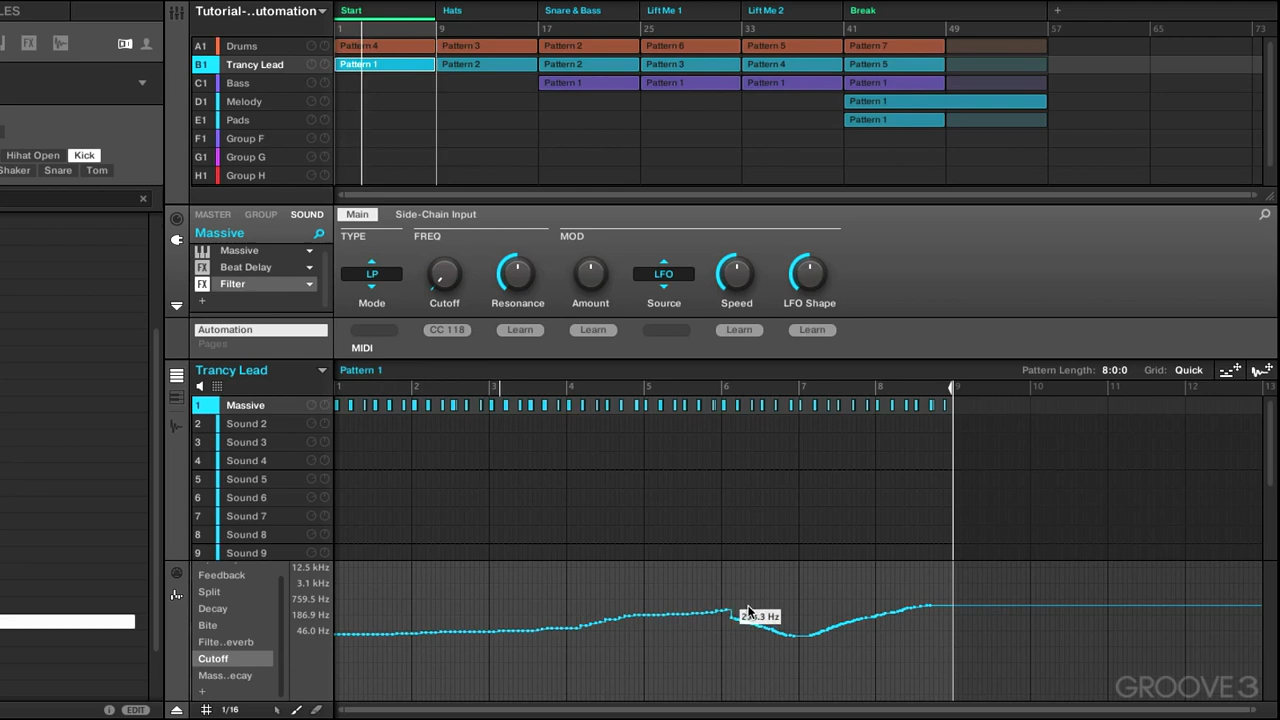 LES
Tutorial-..utomation
Start Hats Snare & Bass Lift Me 1 Lift Me 2 Break +
1 9 17 25 33 41 49 57 65 73
A1 Drums Pattern 4 Pattern 3 Pattern 2 Pattern 6 Pattern 5 Pattern 7
B1 Trancy Lead Pattern 1 Pattern 2 Pattern 2 Pattern 3 Pattern 4 Pattern 5
C1 Bass Pattern 1 Pattern 1 Pattern 1
D1 Melody Pattern 1
E1 Pads Pattern 1
F1 Group F
G1 Group G
H1 Group H
Hihat Open Kick
Shaker Snare Tom
MASTER GROUP SOUND Main Side-Chain Input
Massive
TYPE FREQ MOD
Massive
FX Beat Delay
FX Filter
+
LP LFO
Mode Cutoff Resonance Amount Source Speed LFO Shape
Automation CC 118 Learn Learn Learn Learn
Pages
MIDI
Trancy Lead Pattern 1 Pattern Length: 8:0:0 Grid: Quick
1 2 3 4 5 6 7 8 9 10 11 12 13
1 Massive
2 Sound 2
3 Sound 3
4 Sound 4
5 Sound 5
6 Sound 6
7 Sound 7
8 Sound 8
9 Sound 9
Feedback
Split
Decay
Bite
Filte..everb
Cutoff
Mass..ecay
+
12.5 kHz
3.1 kHz
759.5 Hz
186.9 Hz
46.0 Hz
EDIT
1/16
GROOVE 3